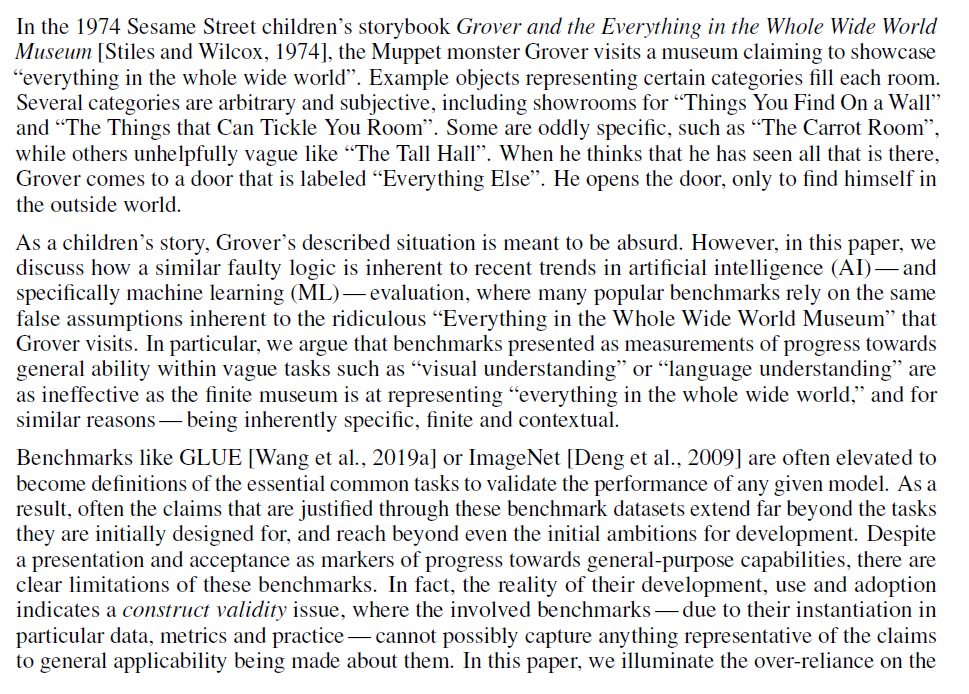 In the 1974 Sesame Street children’s storybook Grover and the Everything in the Whole Wide World
Museum [Stiles and Wilcox, 1974], the Muppet monster Grover visits a museum claiming to showcase
“everything in the whole wide world”. Example objects representing certain categories fill each room.
Several categories are arbitrary and subjective, including showrooms for “Things You Find On a Wall”
and “The Things that Can Tickle You Room”. Some are oddly specific, such as “The Carrot Room”,
while others unhelpfully vague like “The Tall Hall”. When he thinks that he has seen all that is there,
Grover comes to a door that is labeled “Everything Else”. He opens the door, only to find himself in
the outside world.
As a children’s story, Grover’s described situation is meant to be absurd. However, in this paper, we
discuss how a similar faulty logic is inherent to recent trends in artificial intelligence (AI) — and
specifically machine learning (ML) — evaluation, where many popular benchmarks rely on the same
false assumptions inherent to the ridiculous “Everything in the Whole Wide World Museum” that
Grover visits. In particular, we argue that benchmarks presented as measurements of progress towards
general ability within vague tasks such as “visual understanding” or “language understanding” are
as ineffective as the finite museum is at representing “everything in the whole wide world,” and for
similar reasons — being inherently specific, finite and contextual.
Benchmarks like GLUE [Wang et al., 2019a] or ImageNet [Deng et al., 2009] are often elevated to
become definitions of the essential common tasks to validate the performance of any given model. As a
result, often the claims that are justified through these benchmark datasets extend far beyond the tasks
they are initially designed for, and reach beyond even the initial ambitions for development. Despite
a presentation and acceptance as markers of progress towards general-purpose capabilities, there are
clear limitations of these benchmarks. In fact, the reality of their development, use and adoption
indicates a construct validity issue, where the involved benchmarks — due to their instantiation in
particular data, metrics and practice — cannot possibly capture anything representative of the claims
to general applicability being made about them. In this paper, we illuminate the over-reliance on the